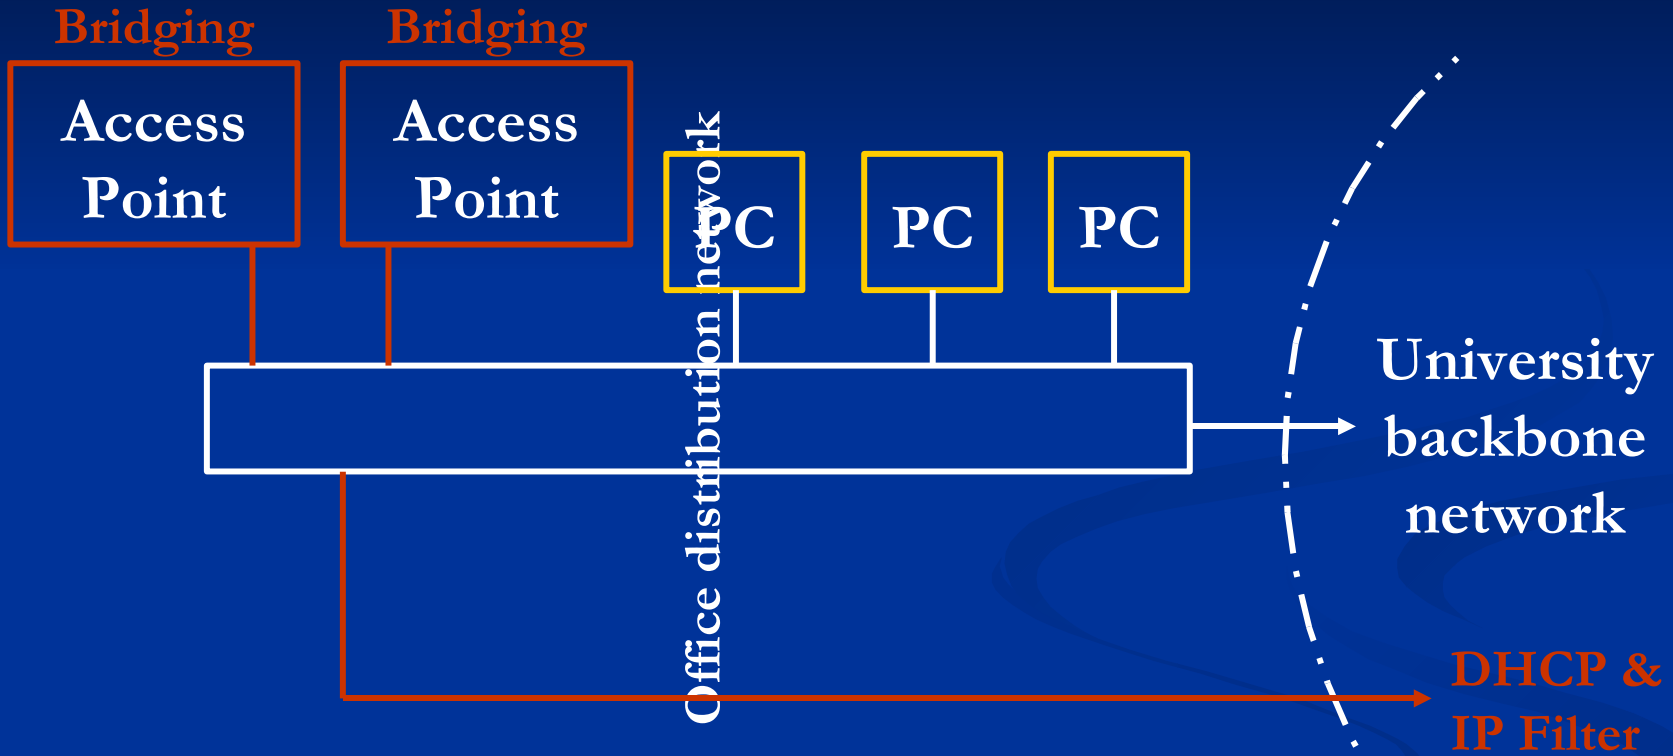 Bridging
Bridging
Access
Point
Access
Point
PC
PC
PC
Office distribution network
University
backbone
network
DHCP &
IP Filter